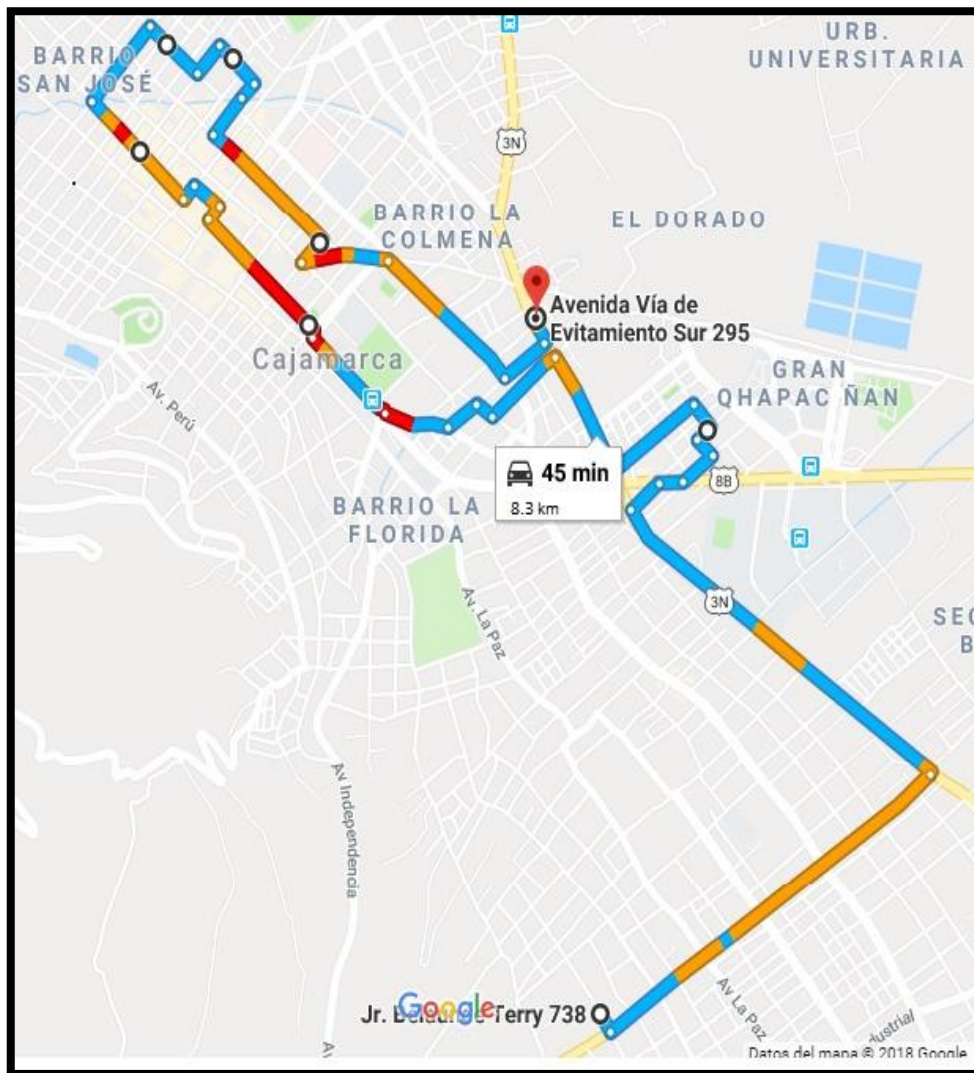 BARRIO
SAN JOSÉ
URB.
UNIVERSITARIA
3N
BARRIO LA
COLMENA
EL DORADO
Avenida Vía de
Evitamiento Sur 295
Cajamarca
GRAN
QHAPAC ÑAN
Av. Perú
45 min
8.3 km
8B
BARRIO LA
FLORIDA
3N
Av. La Paz
SEC
B
Av Independencia
Av La Paz
Google
Jr. Terry 738
Datos del mapa © 2018 Google